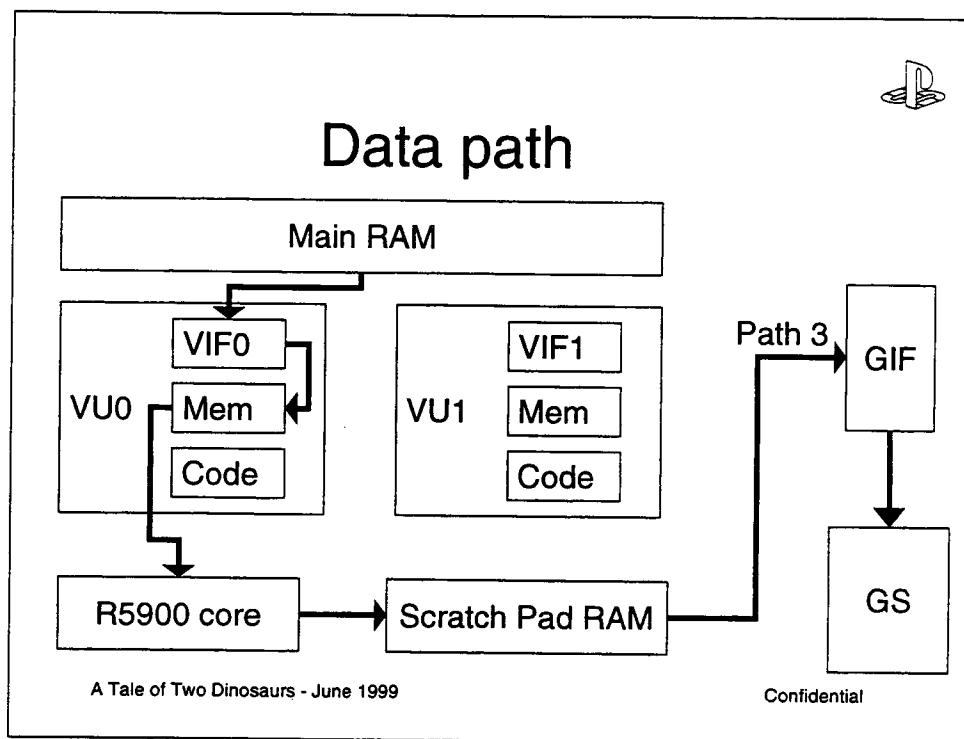 Data path
Main RAM
VIF0
VU0
Mem
Code
VIF1
VU1
Mem
Code
Path 3
GIF
GS
R5900 core
Scratch Pad RAM
A Tale of Two Dinosaurs - June 1999
Confidential